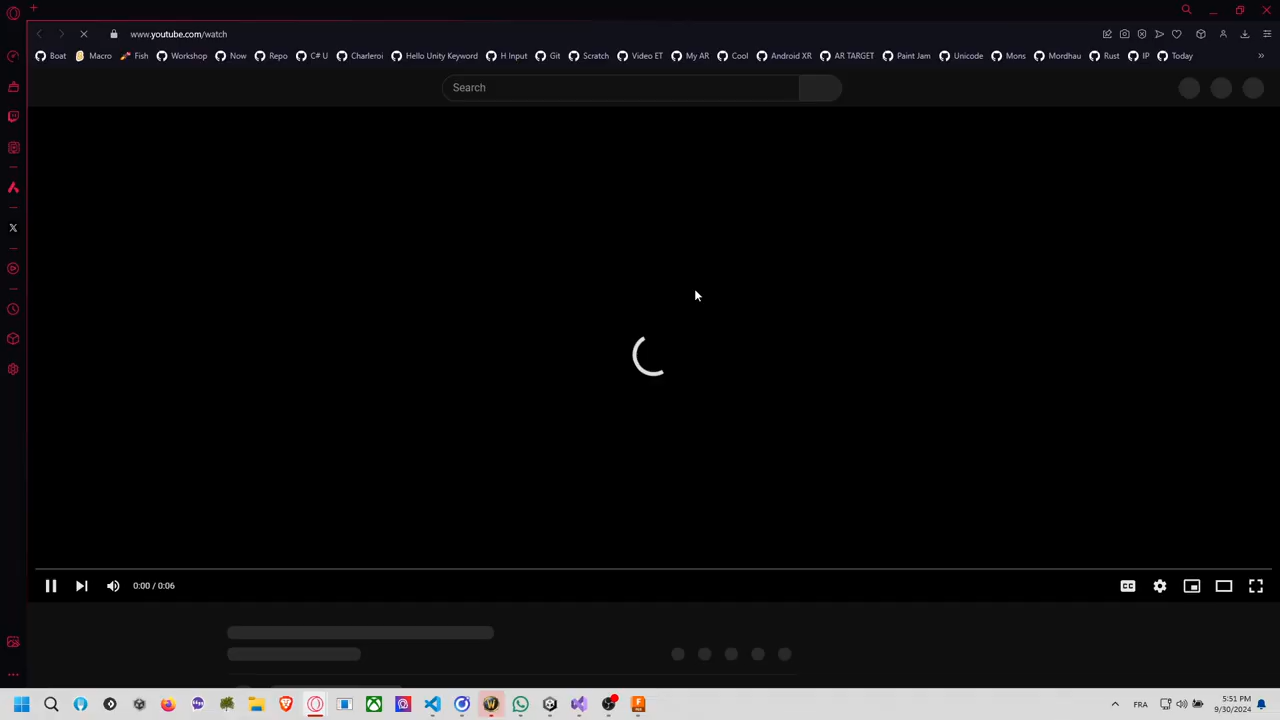 www.youtube.com/watch
Boat Macro Fish Workshop Now Repo C# U Charleroi Hello Unity Keyword H Input Git Scratch Video ET My AR Cool Android XR AR TARGET Paint Jam Unicode Mons Mordhau Rust IP Today
Search
0:00 / 0:06
CC
FRA
5:51 PM
9/30/2024